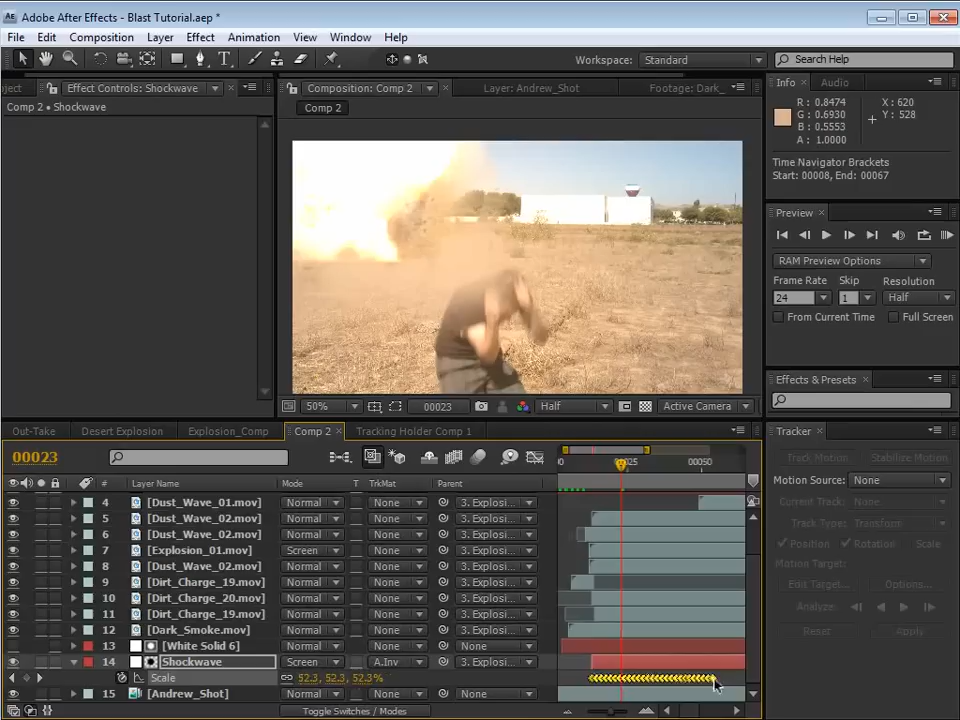 Adobe After Effects - Blast Tutorial.aep *
File Edit Composition Layer Effect Animation View Window Help
Workspace: Standard Search Help
oject Effect Controls: Shockwave Composition: Comp 2 Layer: Andrew_Shot Footage: Dark_ Info Audio
Comp 2 • Shockwave Comp 2
R: 0.8474 X: 620
G: 0.6930 Y: 528
B: 0.5553
A: 1.0000
Time Navigator Brackets
Start: 00008, End: 00067
Preview
RAM Preview Options
Frame Rate Skip Resolution
24 1 Half
From Current Time Full Screen
Effects & Presets
50% 00023 Half Active Camera
Out-Take Desert Explosion Explosion_Comp Comp 2 Tracking Holder Comp 1 Tracker
00023 00025 00050
Track Motion Stabilize Motion
Motion Source: None
Current Track: None
Track Type: Transform
Position Rotation Scale
Motion Target:
Edit Target... Options...
Analyze:
Reset Apply
# Layer Name Mode T TrkMat Parent
4 [Dust_Wave_01.mov] Normal None 3. Explosi...
5 [Dust_Wave_02.mov] Normal None 3. Explosi...
6 [Dust_Wave_02.mov] Normal None 3. Explosi...
7 [Explosion_01.mov] Screen None 3. Explosi...
8 [Dust_Wave_02.mov] Normal None 3. Explosi...
9 [Dirt_Charge_19.mov] Normal None 3. Explosi...
10 [Dirt_Charge_20.mov] Normal None 3. Explosi...
11 [Dirt_Charge_19.mov] Normal None 3. Explosi...
12 [Dark_Smoke.mov] Normal None 3. Explosi...
13 [White Solid 6] Normal None None
14 Shockwave Screen A.Inv 3. Explosi...
Scale 52.3, 52.3, 52.3%
15 [Andrew_Shot] Normal None None
Toggle Switches / Modes